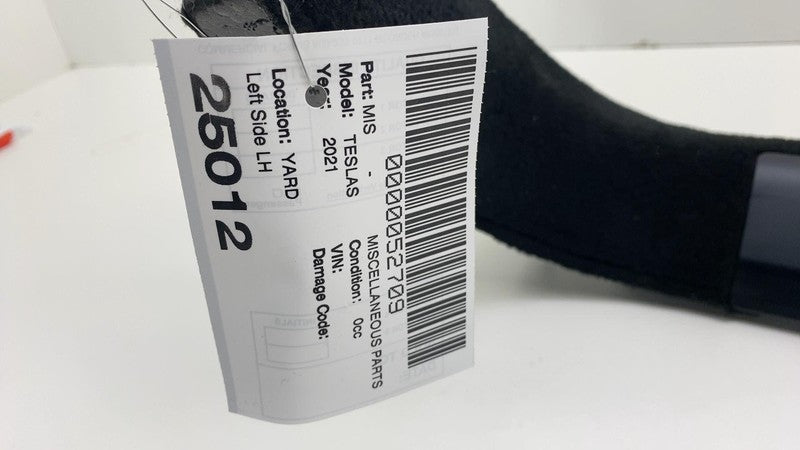 0000052709
Part: MIS - MISCELLANEOUS PARTS
Model: TESLAS Condition: 0cc
Year: 2021 VIN:
Damage Code:
Location: YARD
Left Side LH
25012